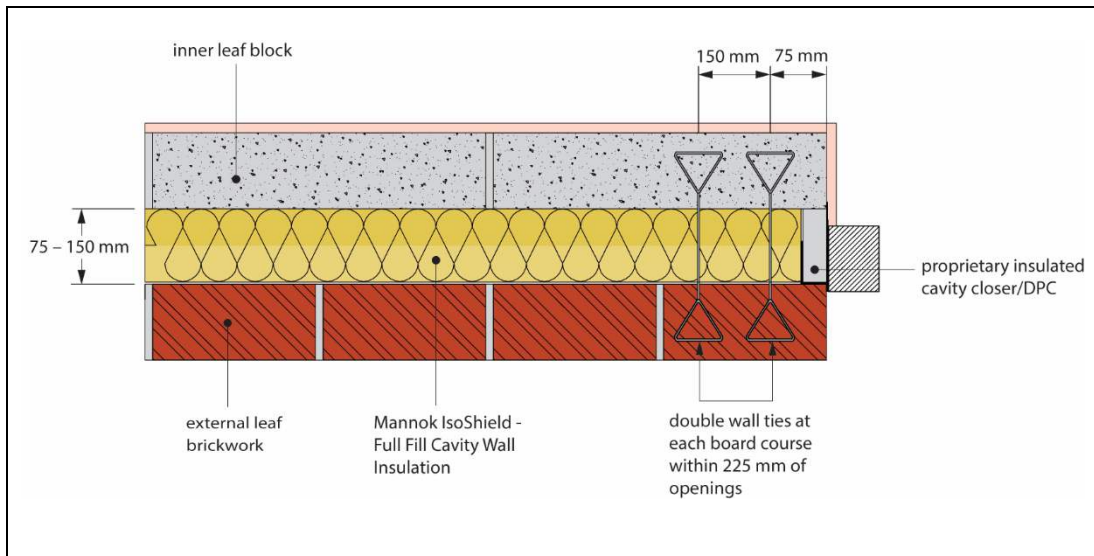 inner leaf block
150 mm
75 mm
75 – 150 mm
proprietary insulated
cavity closer/DPC
external leaf
brickwork
Mannok IsoShield -
Full Fill Cavity Wall
Insulation
double wall ties at
each board course
within 225 mm of
openings